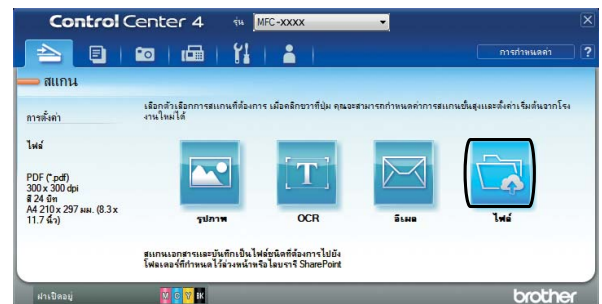 Control Center 4 รุ่น MFC-XXXX
การกำหนดค่า ?
สแกน
การตั้งค่า
ไฟล์
PDF (*.pdf)
300 x 300 dpi
สี 24 บิท
A4 210 x 297 มม. (8.3 x
11.7 นิ้ว)
เลือกตัวเลือกการสแกนที่ต้องการ เมื่อคลิกขวาที่ปุ่ม คุณจะสามารถกำหนดค่าการสแกนขั้นสูงและตั้งค่าเริ่มต้นจากโรง
งานใหม่ได้
รูปภาพ OCR อีเมล ไฟล์
สแกนเอกสารและบันทึกเป็นไฟล์ชนิดที่ต้องการไปยัง
โฟลเดอร์ที่กำหนดไว้ล่วงหน้าหรือไลบรารี SharePoint
ฝาเปิดอยู่ M C Y BK brother